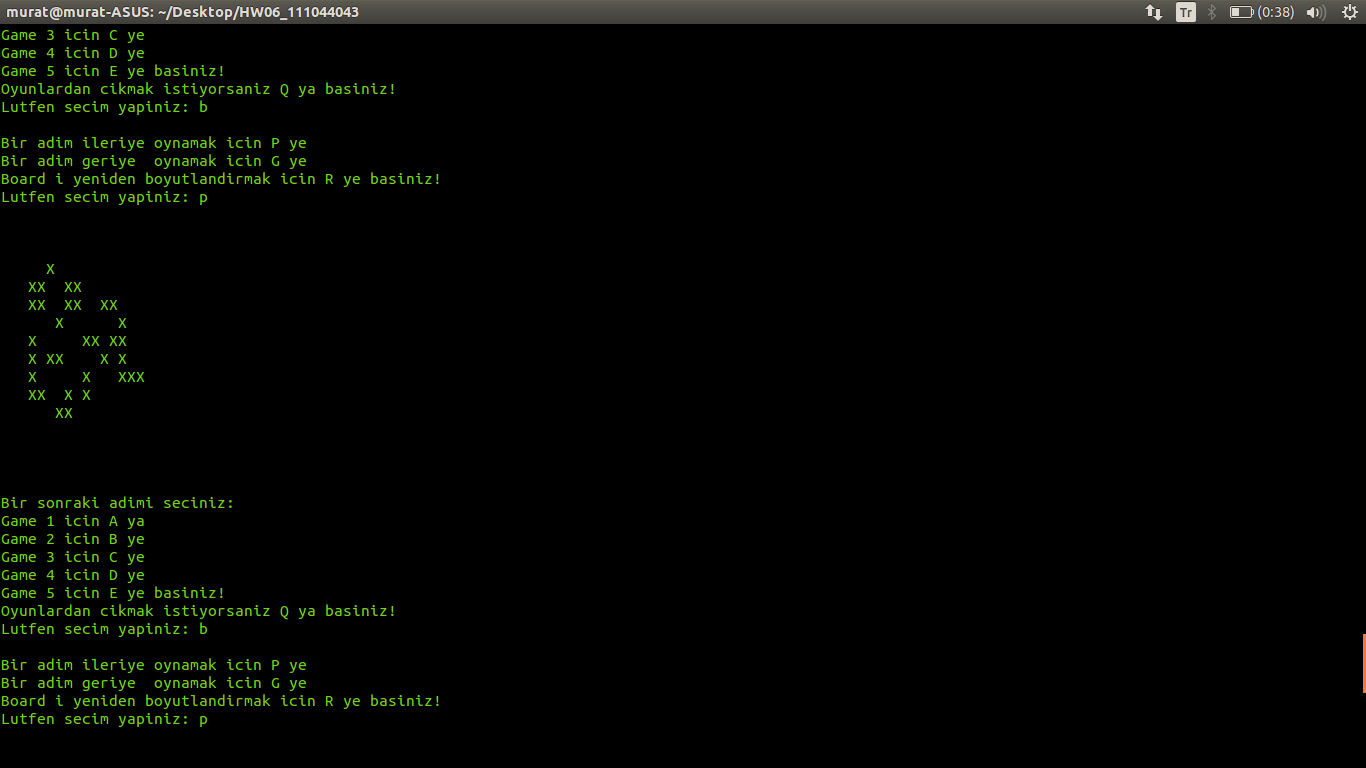 murat@murat-ASUS: ~/Desktop/HW06_111044043
Tr
(0:38)
Game 3 icin C ye
Game 4 icin D ye
Game 5 icin E ye basiniz!
Oyunlardan cikmak istiyorsaniz Q ya basiniz!
Lutfen secim yapiniz: b

Bir adim ileriye oynamak icin P ye
Bir adim geriye  oynamak icin G ye
Board i yeniden boyutlandirmak icin R ye basiniz!
Lutfen secim yapiniz: p

     X
   XX  XX
   XX  XX  XX
      X      X
   X     XX XX
   X XX    X X
   X     X   XXX
   XX  X X
      XX

Bir sonraki adimi seciniz:
Game 1 icin A ya
Game 2 icin B ye
Game 3 icin C ye
Game 4 icin D ye
Game 5 icin E ye basiniz!
Oyunlardan cikmak istiyorsaniz Q ya basiniz!
Lutfen secim yapiniz: b

Bir adim ileriye oynamak icin P ye
Bir adim geriye  oynamak icin G ye
Board i yeniden boyutlandirmak icin R ye basiniz!
Lutfen secim yapiniz: p